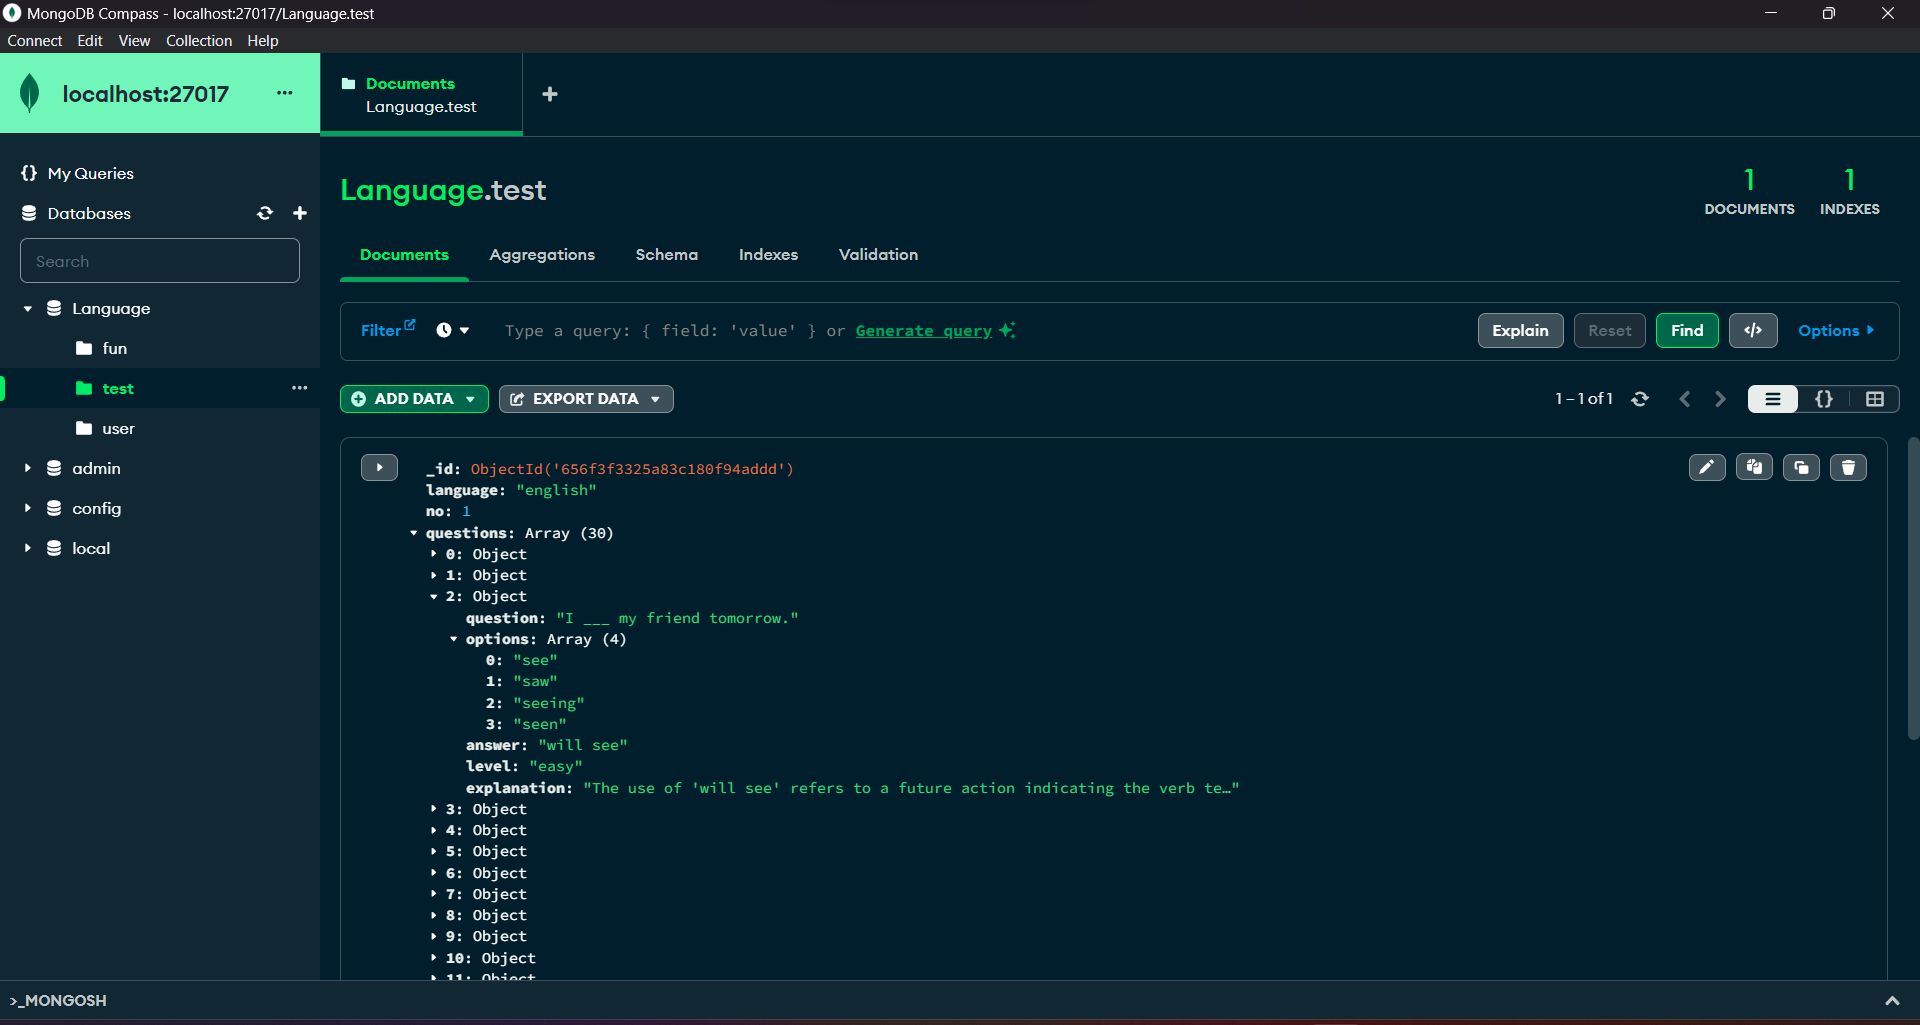 MongoDB Compass - localhost:27017/Language.test
Connect Edit View Collection Help
localhost:27017 ...
Documents
Language.test
+
{} My Queries
Databases
Search
Language
fun
test ...
user
admin
config
local
Language.test
1 DOCUMENTS
1 INDEXES
Documents Aggregations Schema Indexes Validation
Filter Type a query: { field: 'value' } or Generate query Explain Reset Find </> Options
ADD DATA EXPORT DATA 1 – 1 of 1 {}
_id: ObjectId('656f3f3325a83c180f94addd')
language: "english"
no: 1
questions: Array (30)
0: Object
1: Object
2: Object
question: "I ___ my friend tomorrow."
options: Array (4)
0: "see"
1: "saw"
2: "seeing"
3: "seen"
answer: "will see"
level: "easy"
explanation: "The use of 'will see' refers to a future action indicating the verb te…"
3: Object
4: Object
5: Object
6: Object
7: Object
8: Object
9: Object
10: Object
11: Object
>_MONGOSH